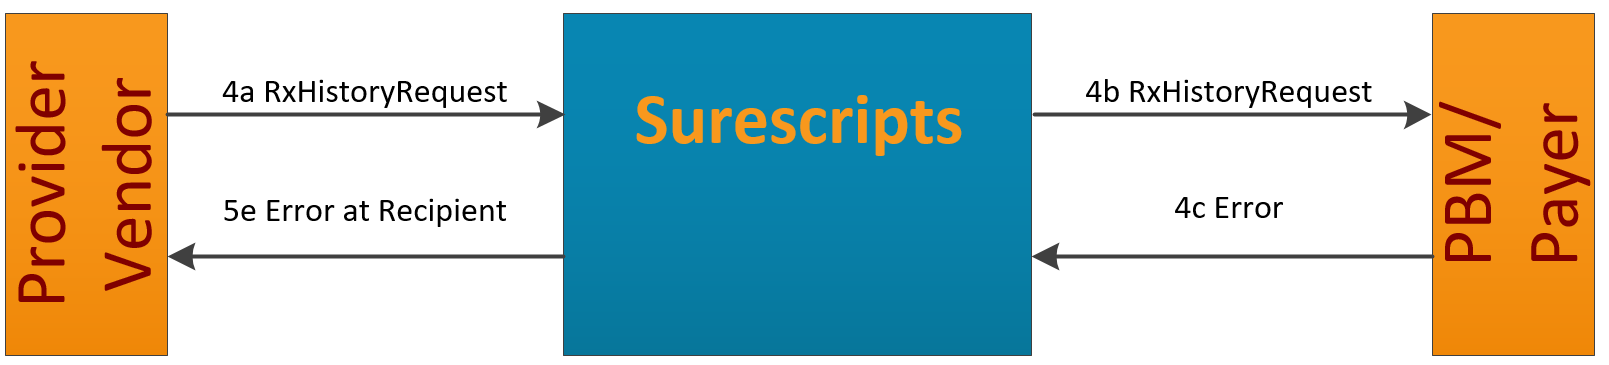 Provider
Vendor
4a RxHistoryRequest
5e Error at Recipient
Surescripts
4b RxHistoryRequest
4c Error
PBM/
Payer